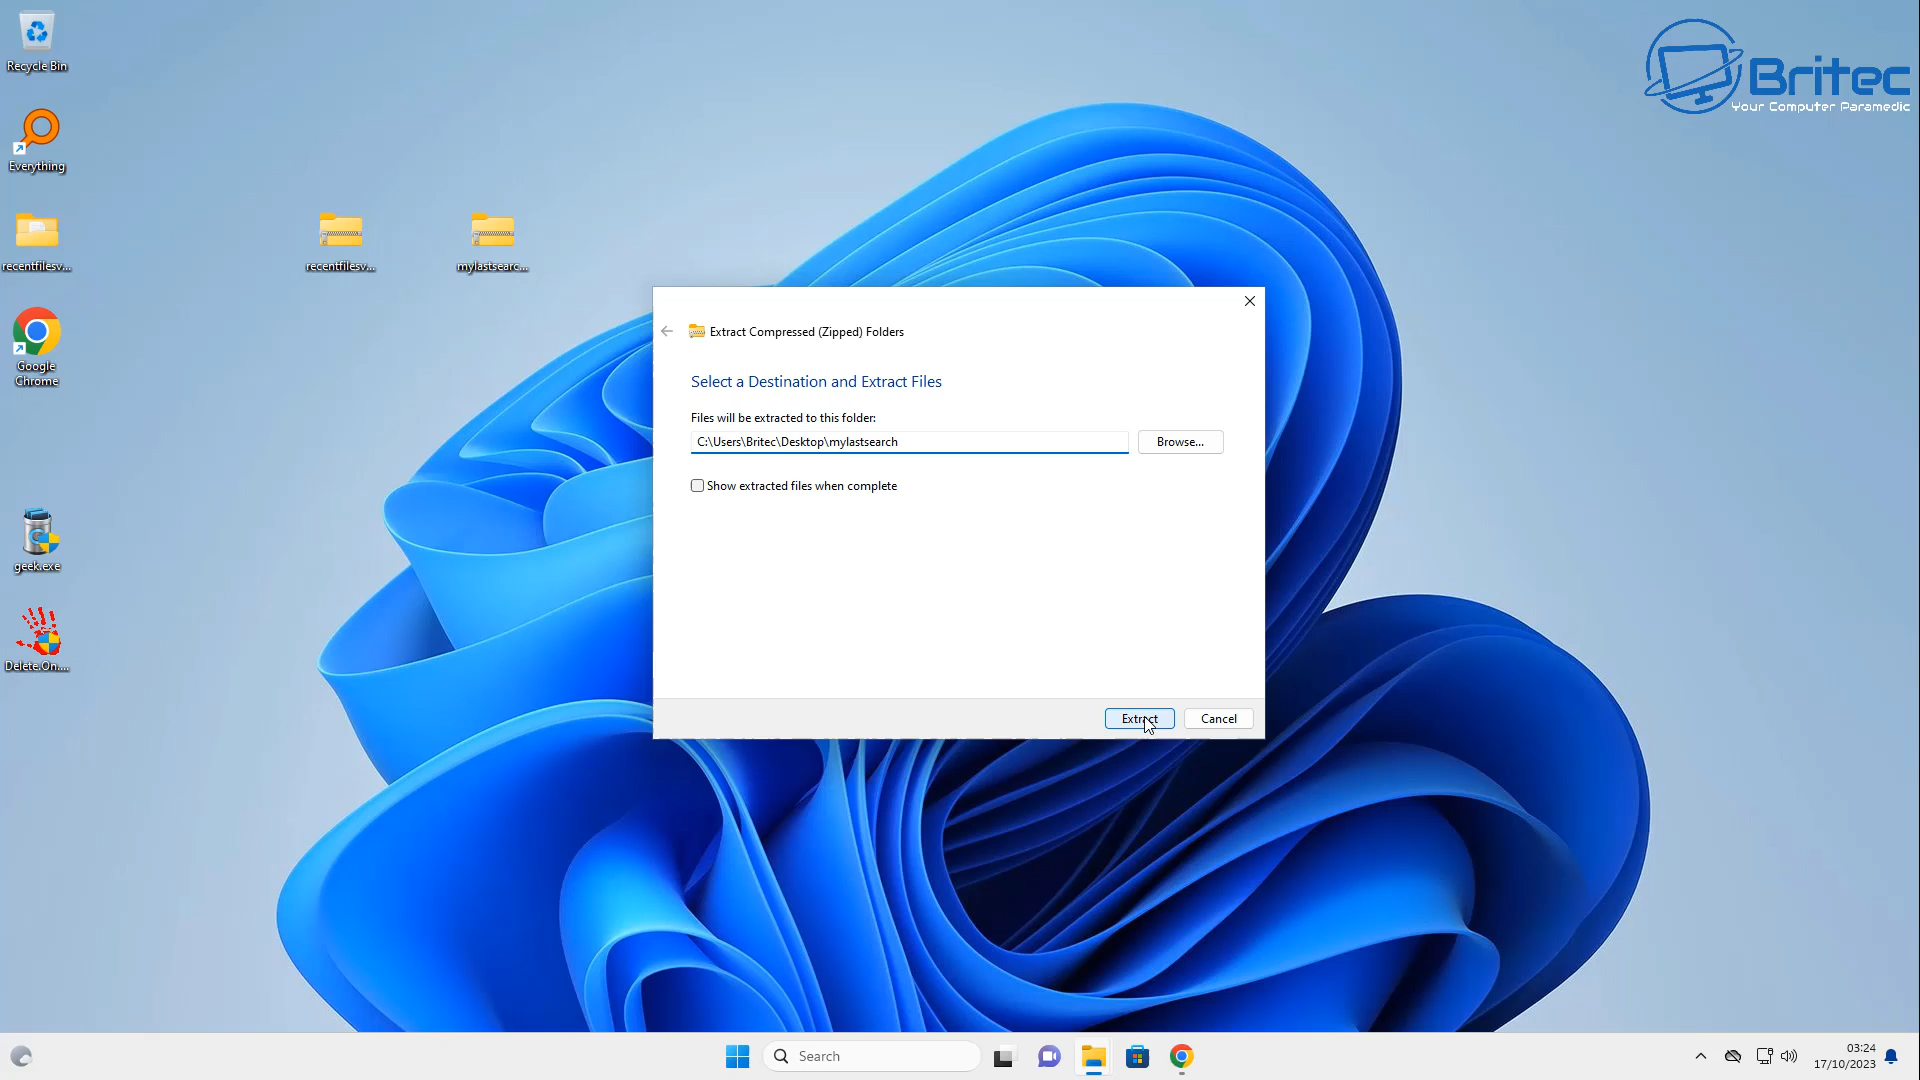 Recycle Bin
Everything
recentfilesv...
recentfilesv...
mylastsearc...
Google
Chrome
geek.exe
Delete.On....
Britec
Your Computer Paramedic
Extract Compressed (Zipped) Folders
Select a Destination and Extract Files
Files will be extracted to this folder:
C:\Users\Britec\Desktop\mylastsearch
Browse...
Show extracted files when complete
Extract
Cancel
Search
03:24
17/10/2023